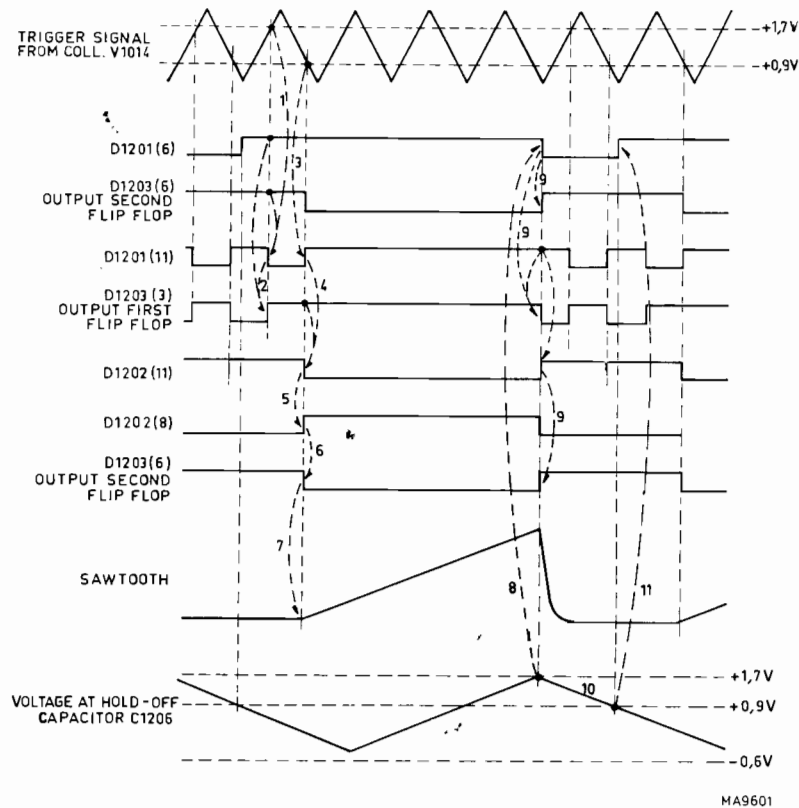 +1,7V
TRIGGER SIGNAL
FROM COLL. V1014
+0,9V
1
D1201(6)
3
9
D1203(6)
OUTPUT SECOND
FLIP FLOP
9
D1201(11)
2
4
D1203(3)
OUTPUT FIRST
FLIP FLOP
D1202(11)
5
9
D1202(8)
6
D1203(6)
OUTPUT SECOND
FLIP FLOP
7
SAWTOOTH
8
11
+1,7V
10
VOLTAGE AT HOLD-OFF
CAPACITOR C1206
+0,9V
-0,6V
MA9601